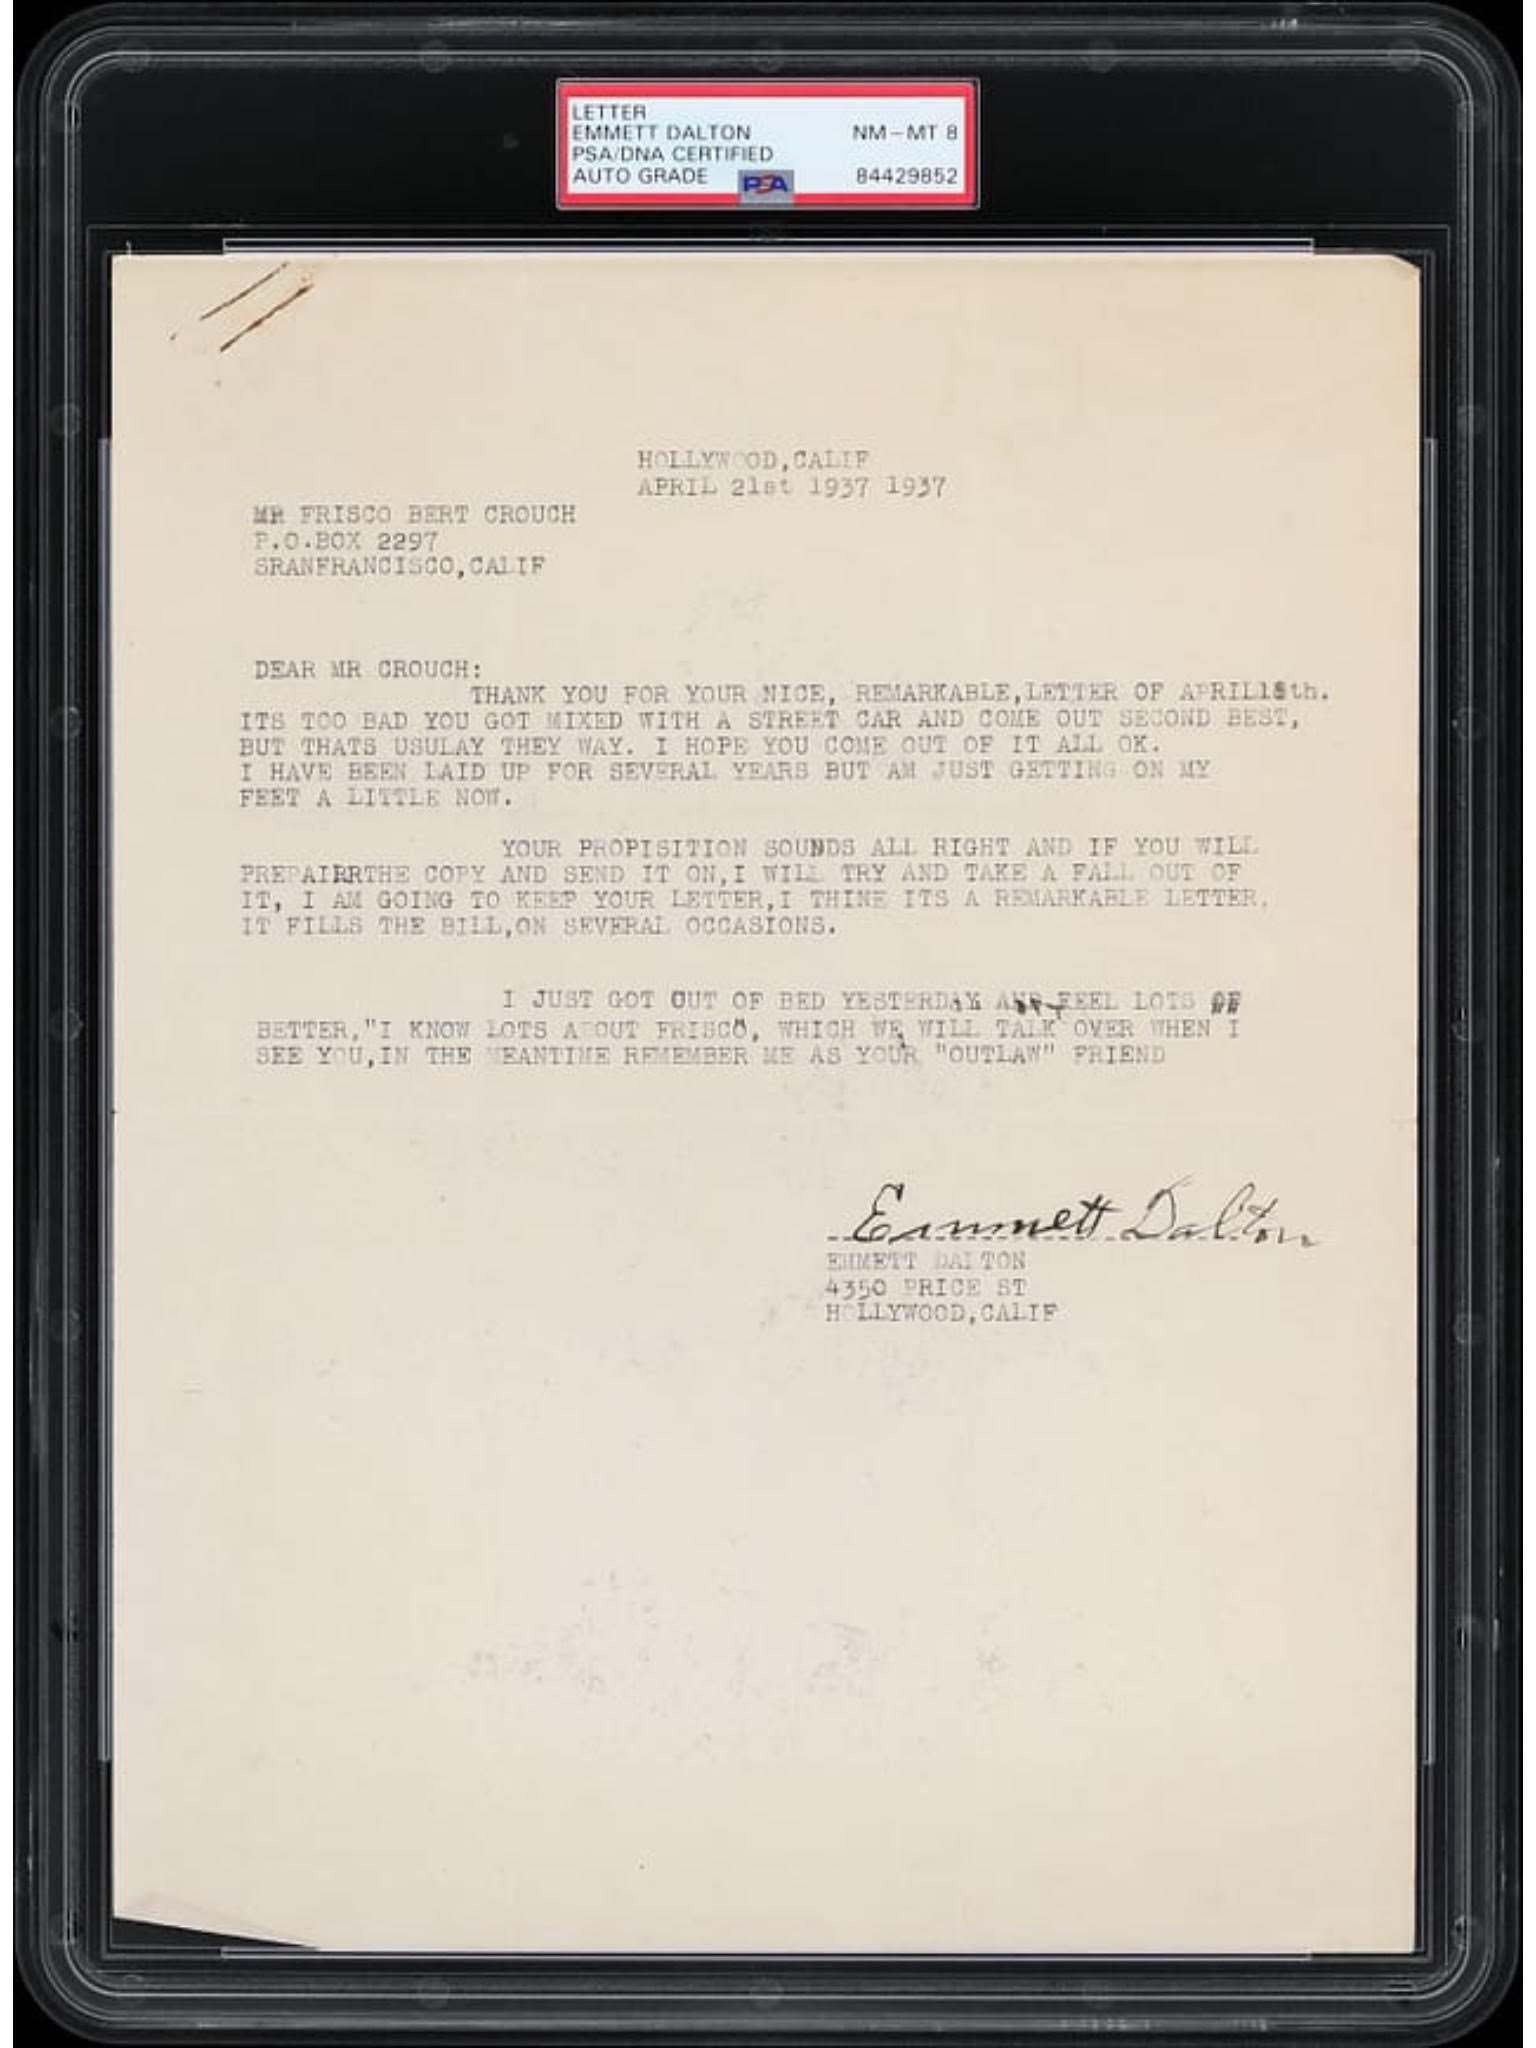 LETTER
EMMETT DALTON NM-MT 8
PSA/DNA CERTIFIED
AUTO GRADE PSA 84429852
HOLLYWOOD,CALIF
APRIL 21st 1937 1937
MR FRISCO BERT CROUCH
P.O.BOX 2297
SRANFRANCISCO,CALIF
DEAR MR CROUCH:
THANK YOU FOR YOUR NICE, REMARKABLE,LETTER OF APRIL18th.
ITS TOO BAD YOU GOT MIXED WITH A STREET CAR AND COME OUT SECOND BEST,
BUT THATS USULAY THEY WAY. I HOPE YOU COME OUT OF IT ALL OK.
I HAVE BEEN LAID UP FOR SEVERAL YEARS BUT AM JUST GETTING ON MY
FEET A LITTLE NOW.
YOUR PROPISITION SOUNDS ALL RIGHT AND IF YOU WILL
PREPAIRRTHE COPY AND SEND IT ON,I WILL TRY AND TAKE A FALL OUT OF
IT, I AM GOING TO KEEP YOUR LETTER,I THINK ITS A REMARKABLE LETTER,
IT FILLS THE BILL,ON SEVERAL OCCASIONS.
I JUST GOT OUT OF BED YESTERDAY AND FEEL LOTS
BETTER,"I KNOW LOTS ABOUT FRISCO, WHICH WE WILL TALK OVER WHEN I
SEE YOU,IN THE MEANTIME REMEMBER ME AS YOUR "OUTLAW" FRIEND
Emmett Dalton
EMMETT DALTON
4350 PRICE ST
HOLLYWOOD,CALIF